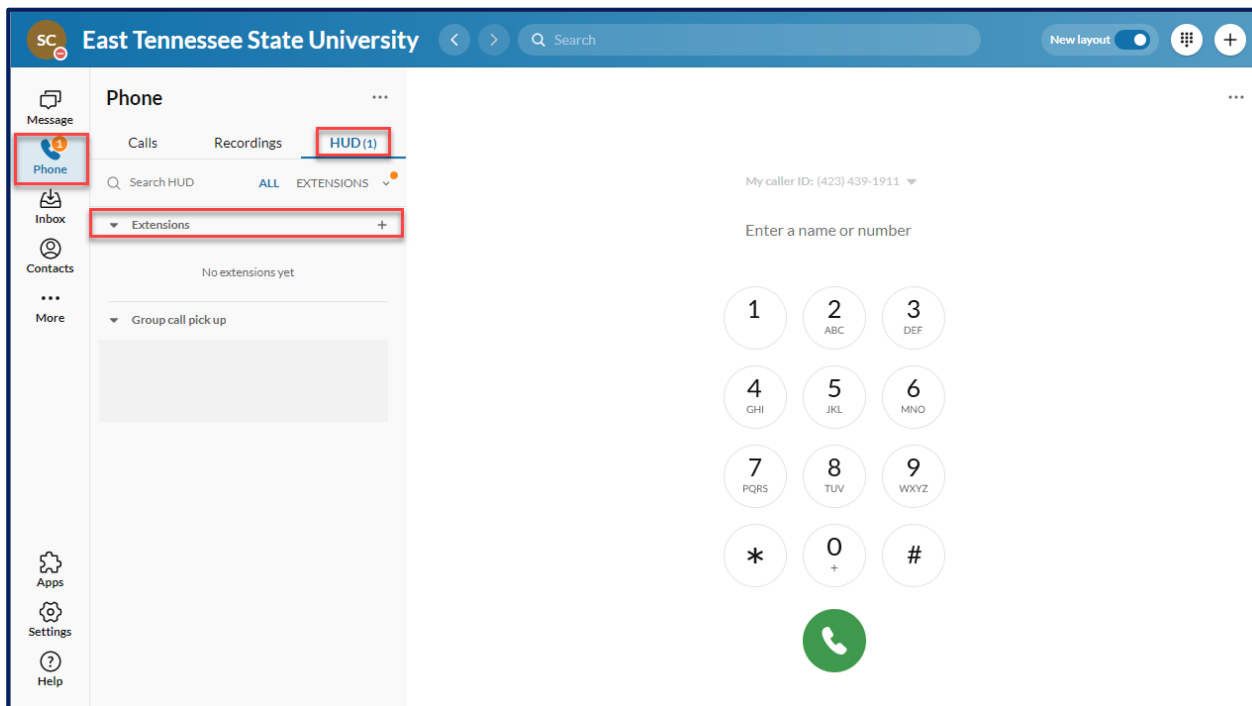 SC East Tennessee State University Search New layout +
Message
1
Phone
Inbox
Contacts
More
Apps
Settings
Help
Phone
Calls Recordings HUD (1)
Search HUD ALL EXTENSIONS
Extensions +
No extensions yet
Group call pick up
My caller ID: (423) 439-1911
Enter a name or number
1 2 3
ABC DEF
4 5 6
GHI JKL MNO
7 8 9
PQRS TUV WXYZ
* 0 #
+